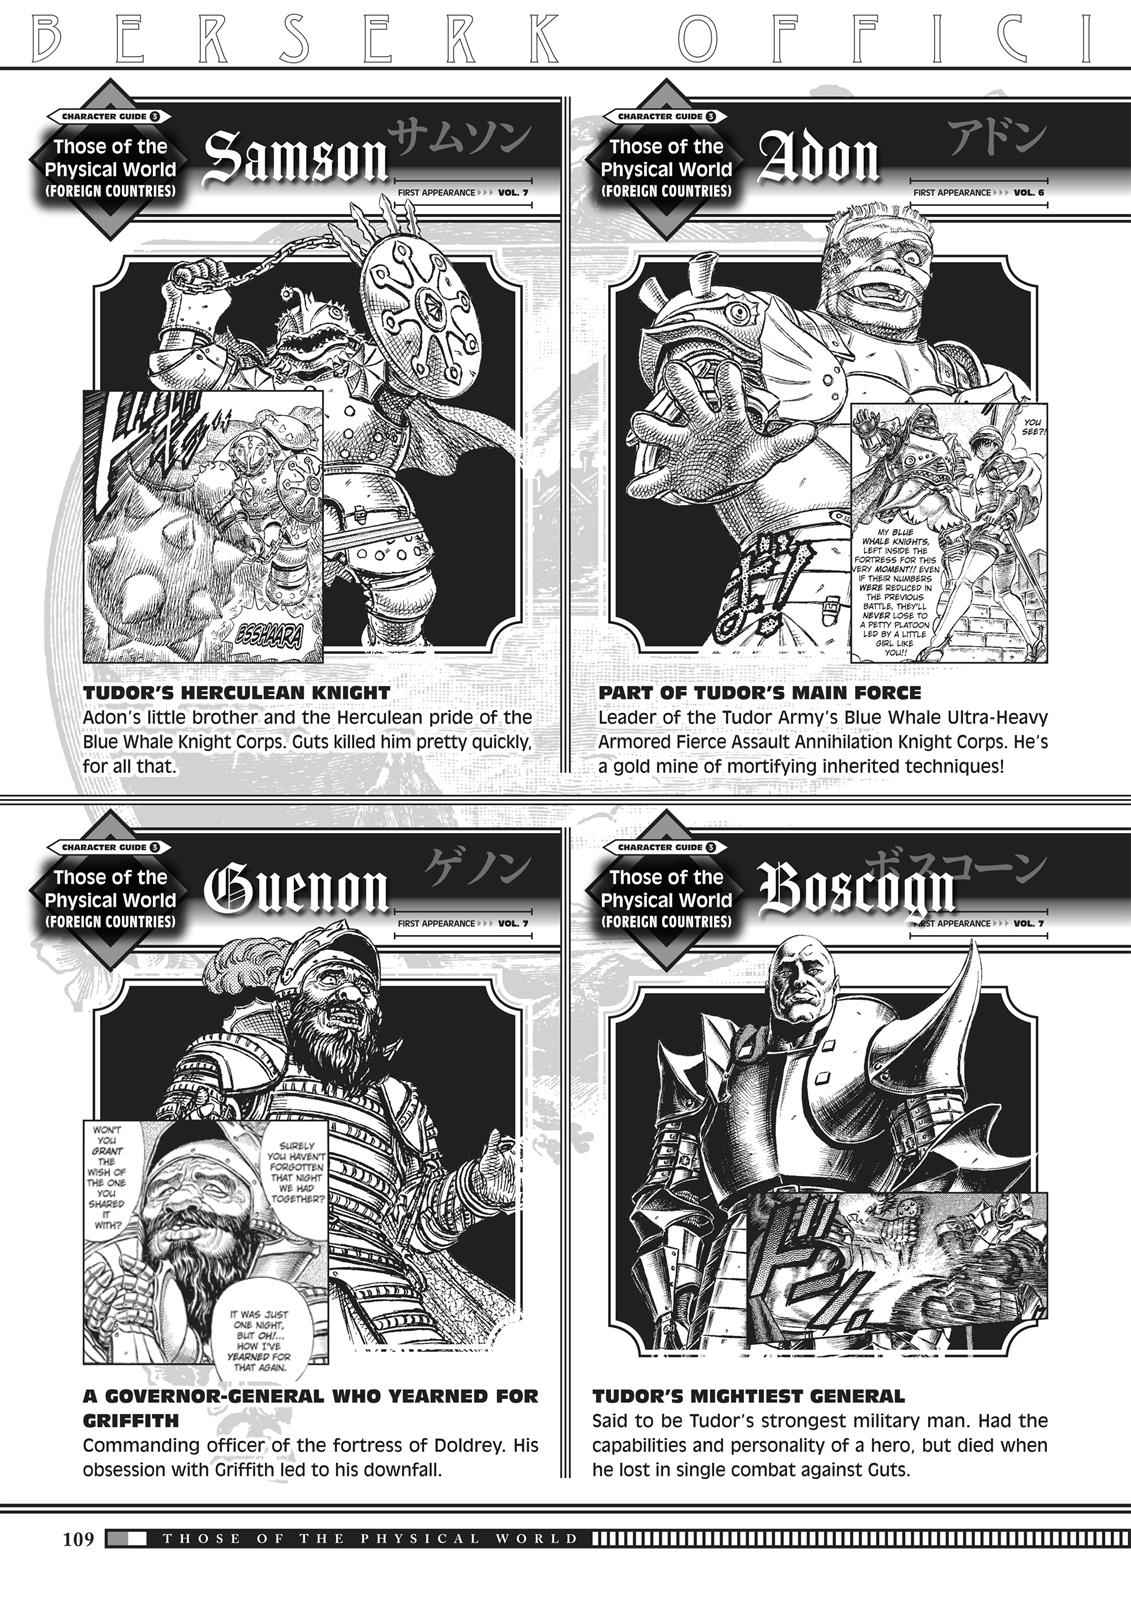 BERSERK OFFICI
CHARACTER GUIDE 3
Those of the
Physical World
(FOREIGN COUNTRIES)
サムソン
Samson
FIRST APPEARANCE VOL. 7
BSSHAARA
TUDOR'S HERCULEAN KNIGHT
Adon's little brother and the Herculean pride of the
Blue Whale Knight Corps. Guts killed him pretty quickly,
for all that.
CHARACTER GUIDE 3
Those of the
Physical World
(FOREIGN COUNTRIES)
アドン
Adon
FIRST APPEARANCE VOL. 6
YOU
SEE?!
MY BLUE
WHALE KNIGHTS,
LEFT INSIDE THE
FORTRESS FOR THIS
VERY MOMENT!! EVEN
IF THEIR NUMBERS
WERE REDUCED IN
THE PREVIOUS
BATTLE, THEY'LL
NEVER LOSE TO
A PETTY PLATOON
LED BY A LITTLE
GIRL LIKE
YOU!!
PART OF TUDOR'S MAIN FORCE
Leader of the Tudor Army's Blue Whale Ultra-Heavy
Armored Fierce Assault Annihilation Knight Corps. He's
a gold mine of mortifying inherited techniques!
CHARACTER GUIDE 3
Those of the
Physical World
(FOREIGN COUNTRIES)
ゲノン
Guenon
FIRST APPEARANCE VOL. 7
WON'T
YOU
GRANT
THE
WISH OF
THE ONE
YOU
SHARED
IT
WITH?
SURELY
YOU HAVEN'T
FORGOTTEN
THAT NIGHT
WE HAD
TOGETHER?
IT WAS JUST
ONE NIGHT,
BUT OH!...
HOW I'VE
YEARNED FOR
THAT AGAIN.
A GOVERNOR-GENERAL WHO YEARNED FOR
GRIFFITH
Commanding officer of the fortress of Doldrey. His
obsession with Griffith led to his downfall.
CHARACTER GUIDE 3
Those of the
Physical World
(FOREIGN COUNTRIES)
ボスコーン
Boscogn
FIRST APPEARANCE VOL. 7
TUDOR'S MIGHTIEST GENERAL
Said to be Tudor's strongest military man. Had the
capabilities and personality of a hero, but died when
he lost in single combat against Guts.
109 THOSE OF THE PHYSICAL WORLD